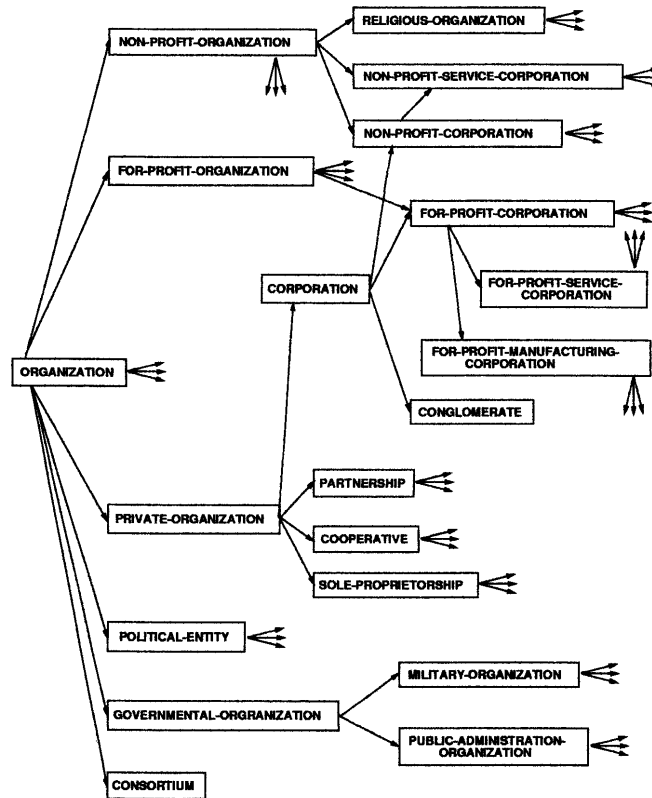 RELIGIOUS-ORGANIZATION
NON-PROFIT-ORGANIZATION
NON-PROFIT-SERVICE-CORPORATION
NON-PROFIT-CORPORATION
FOR-PROFIT-ORGANIZATION
FOR-PROFIT-CORPORATION
CORPORATION
FOR-PROFIT-SERVICE-
CORPORATION
FOR-PROFIT-MANUFACTURING-
CORPORATION
ORGANIZATION
CONGLOMERATE
PARTNERSHIP
PRIVATE-ORGANIZATION
COOPERATIVE
SOLE-PROPRIETORSHIP
POLITICAL-ENTITY
MILITARY-ORGANIZATION
GOVERNMENTAL-ORGRANIZATION
PUBLIC-ADMINISTRATION-
ORGANIZATION
CONSORTIUM